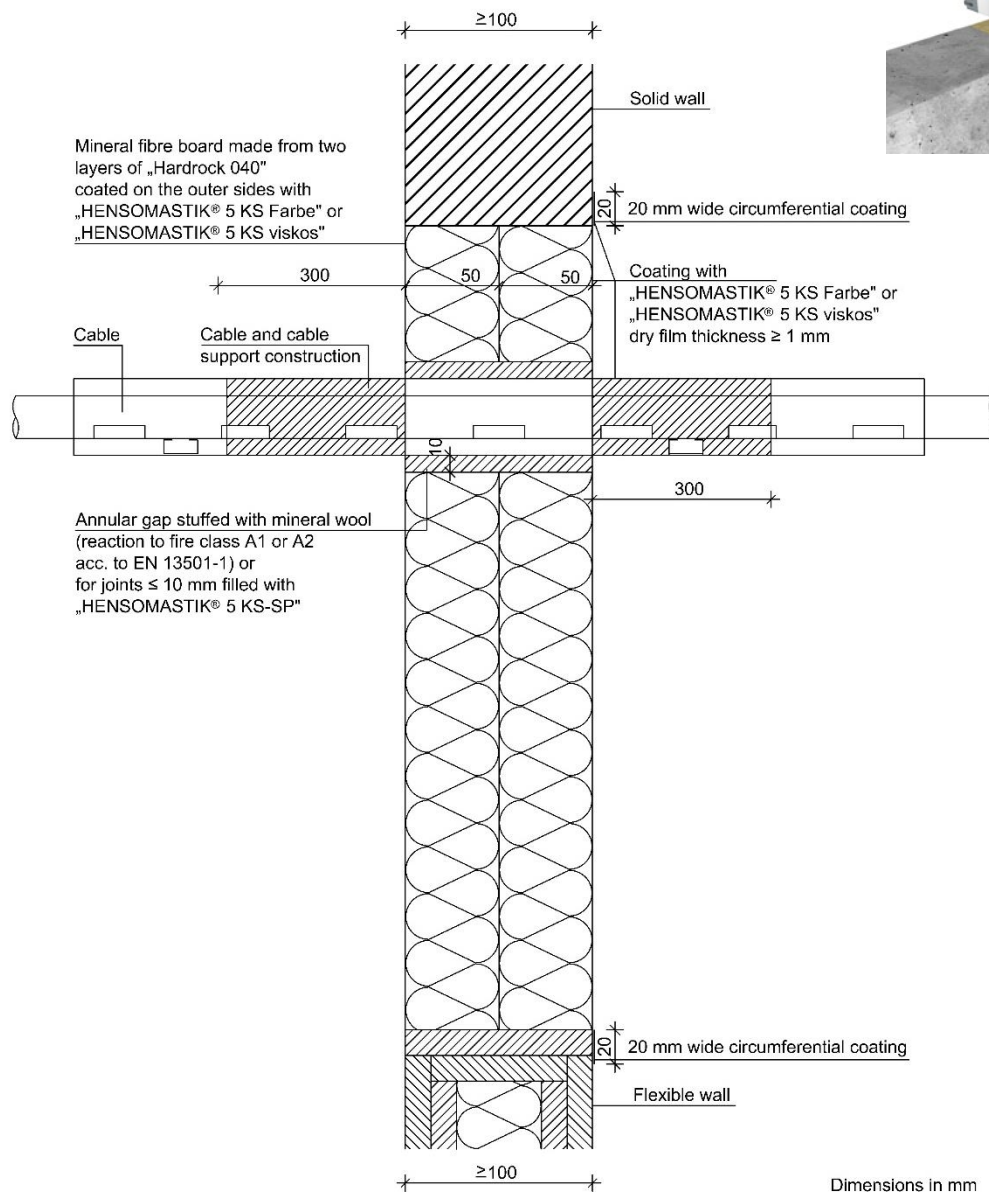 ≥100
Solid wall
Mineral fibre board made from two
layers of „Hardrock 040"
coated on the outer sides with
„HENSOMASTIK® 5 KS Farbe" or
„HENSOMASTIK® 5 KS viskos"
20
20 mm wide circumferential coating
300
50
50
Coating with
„HENSOMASTIK® 5 KS Farbe" or
„HENSOMASTIK® 5 KS viskos"
dry film thickness ≥ 1 mm
Cable
Cable and cable
support construction
10
300
Annular gap stuffed with mineral wool
(reaction to fire class A1 or A2
acc. to EN 13501-1) or
for joints ≤ 10 mm filled with
„HENSOMASTIK® 5 KS-SP"
20
20 mm wide circumferential coating
Flexible wall
≥100
Dimensions in mm